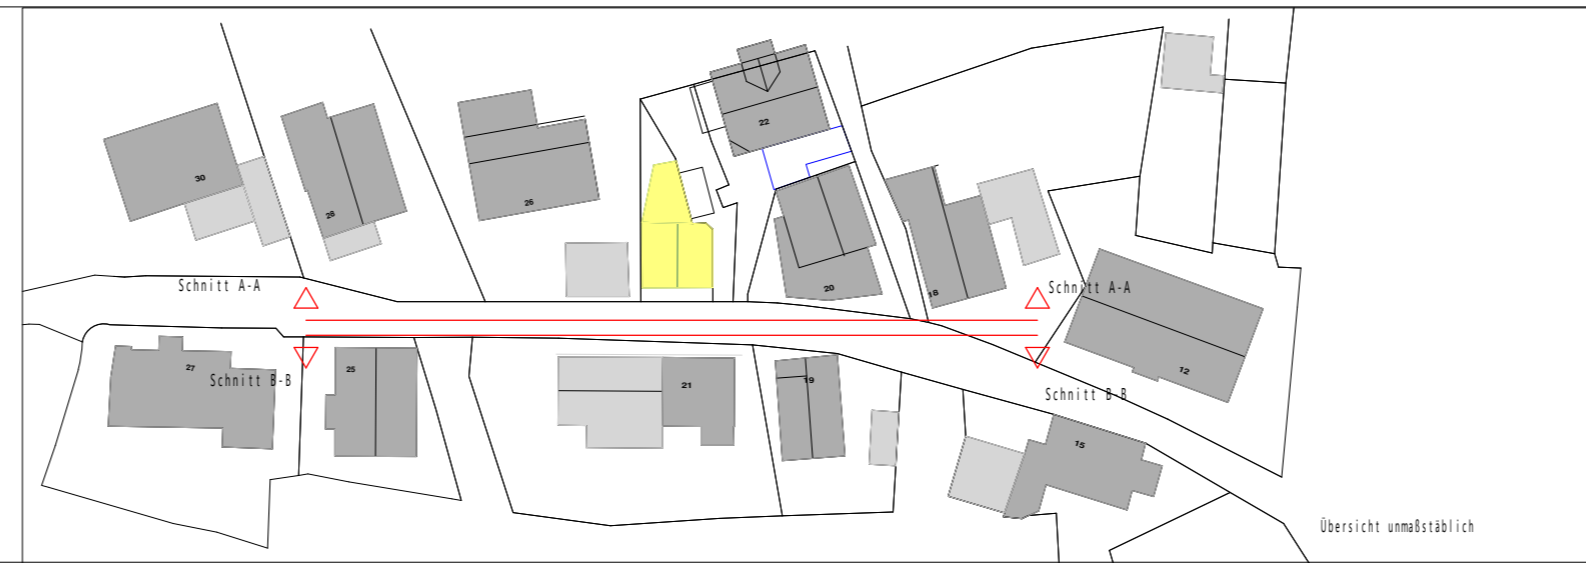 22
30
26
28
Schnitt A-A
20
18
Schnitt A-A
27
Schnitt B-B
25
21
19
12
Schnitt B-B
15
Übersicht unmaßstäblich